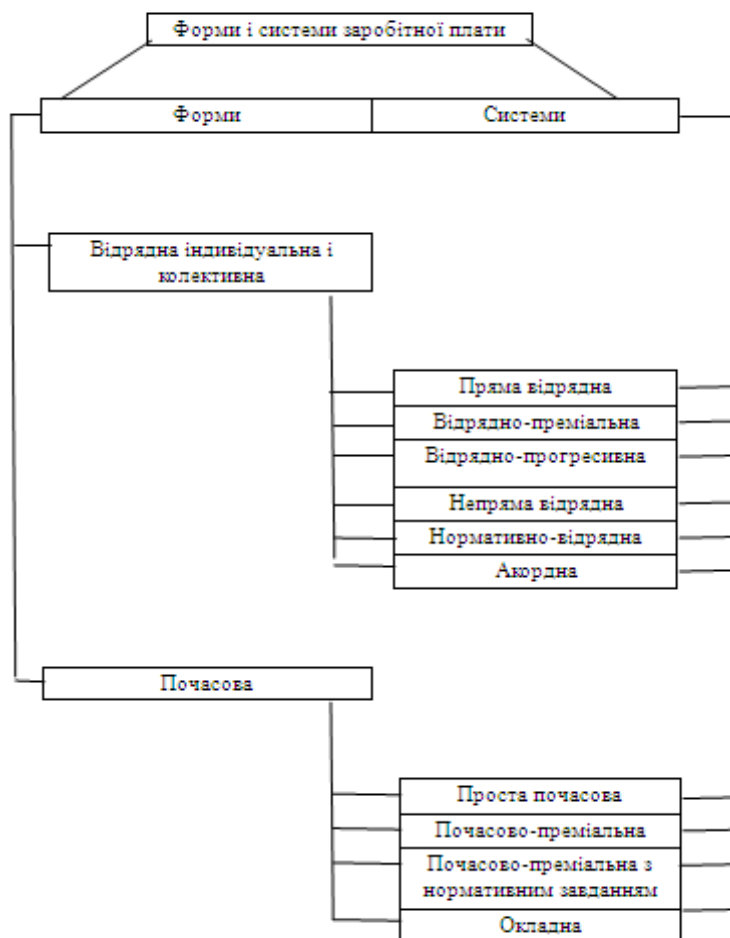 Форми і системи заробітної плати
Форми
Системи
Відрядна індивідуальна і
колективна
Пряма відрядна
Відрядно-преміальна
Відрядно-прогресивна
Непряма відрядна
Нормативно-відрядна
Акордна
Почасова
Проста почасова
Почасово-преміальна
Почасово-преміальна з
нормативним завданням
Окладна